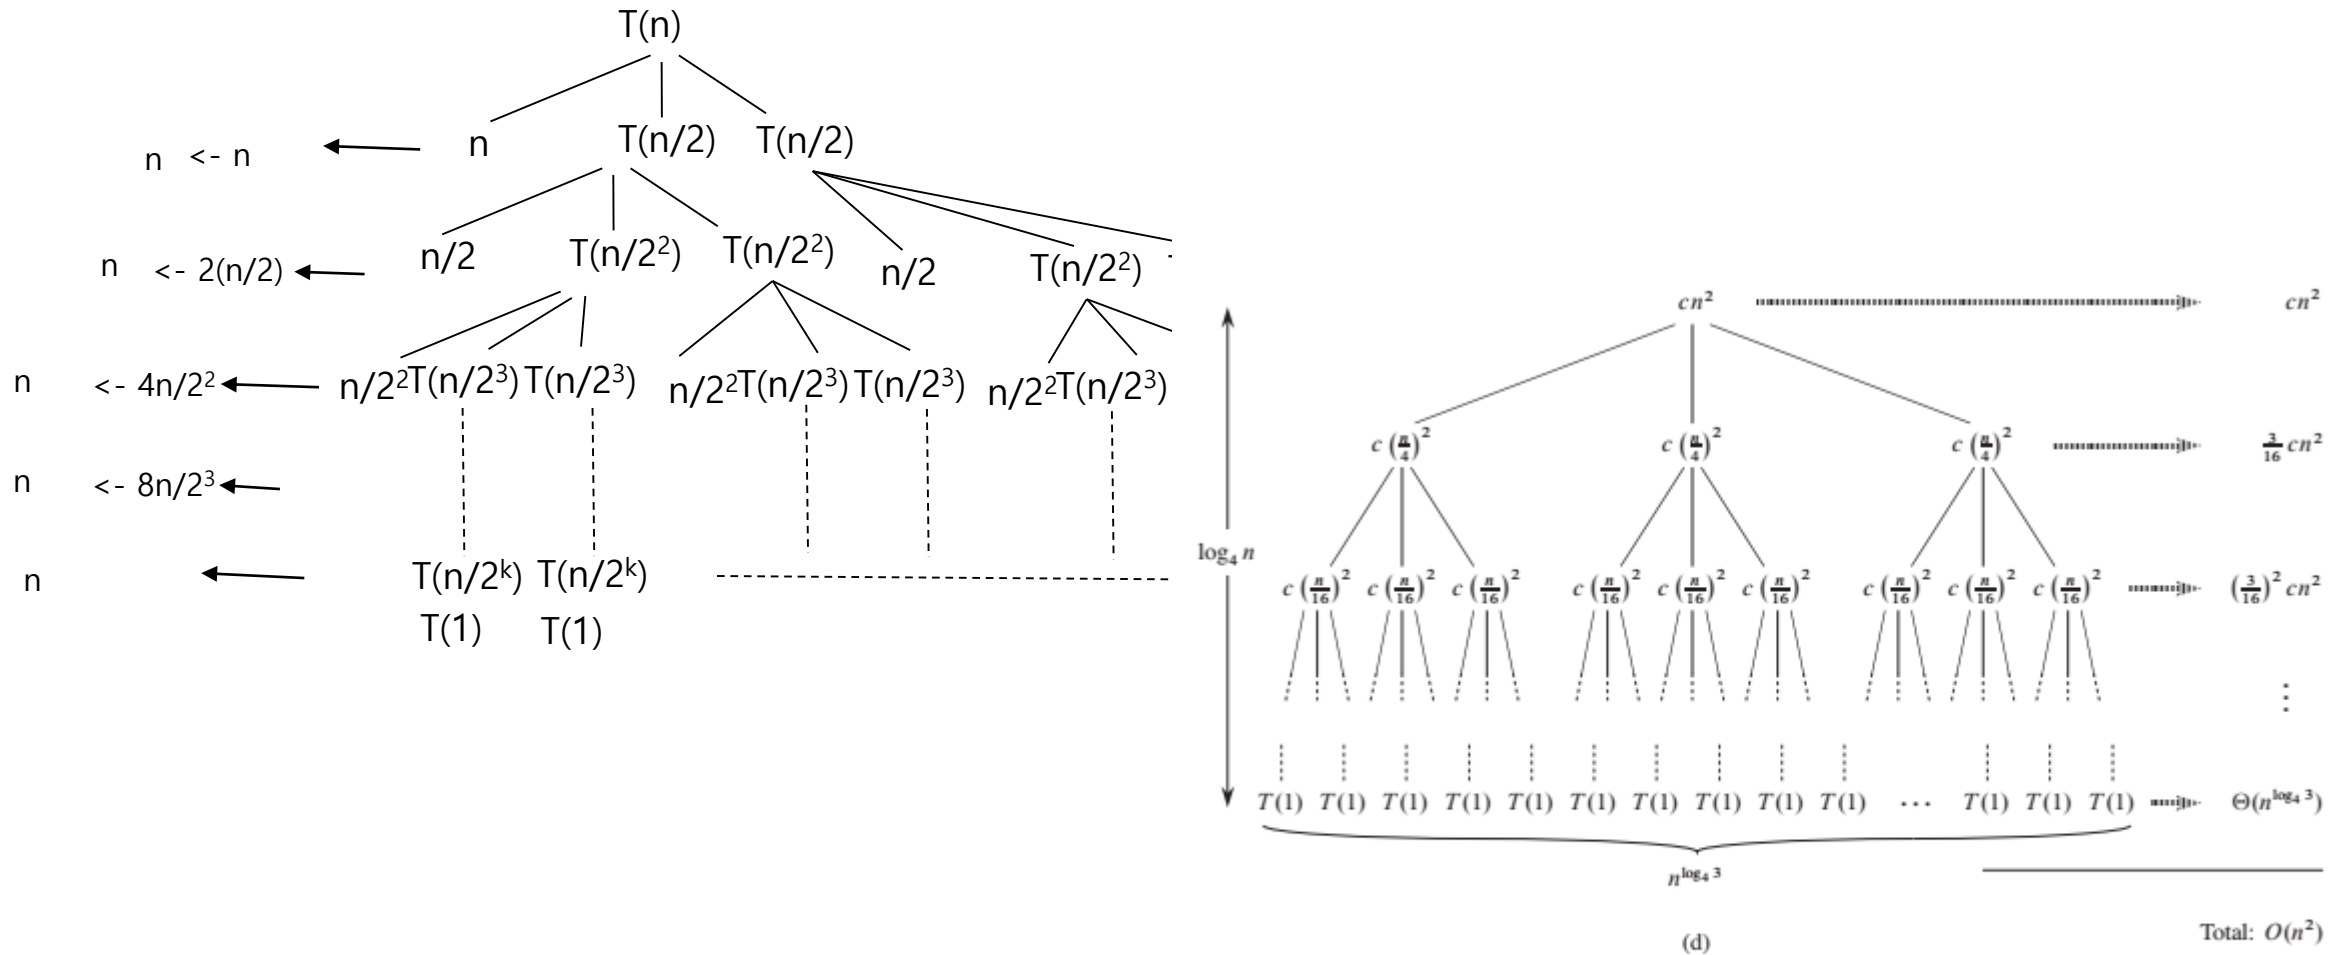 T(n)
n <- n n T(n/2) T(n/2)
n <- 2(n/2) n/2 T(n/2²) T(n/2²) n/2 T(n/2²)
n <- 4n/2² n/2² T(n/2³) T(n/2³) n/2² T(n/2³) T(n/2³) n/2² T(n/2³)
n <- 8n/2³
n T(n/2ᵏ) T(n/2ᵏ)
T(1) T(1)
cn² cn²
c (n/4)² c (n/4)² c (n/4)² 3/16 cn²
log₄ n
c (n/16)² c (n/16)² c (n/16)² c (n/16)² c (n/16)² c (n/16)² c (n/16)² c (n/16)² c (n/16)² (3/16)² cn²
⋮
T(1) T(1) T(1) T(1) T(1) T(1) T(1) T(1) T(1) T(1) ... T(1) T(1) T(1) Θ(n^log₄ 3)
n^log₄ 3
(d)
Total: O(n²)